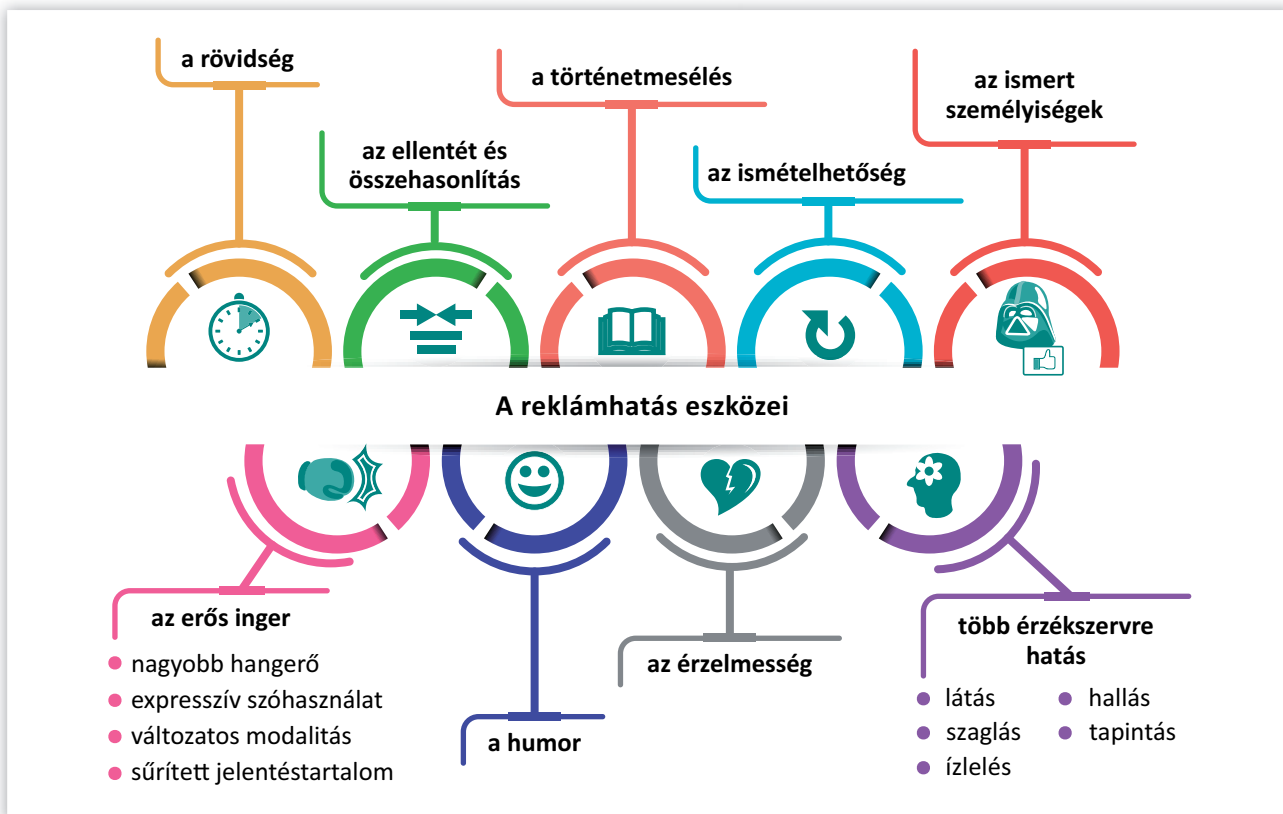 a rövidség
az ellentét és
összehasonlítás
a történetmesélés
az ismételhetőség
az ismert
személyiségek
A reklámhatás eszközei
az erős inger
nagyobb hangerő
expresszív szóhasználat
változatos modalitás
sűrített jelentéstartalom
a humor
az érzelmesség
több érzékszervre
hatás
látás
hallás
szaglás
tapintás
ízlelés